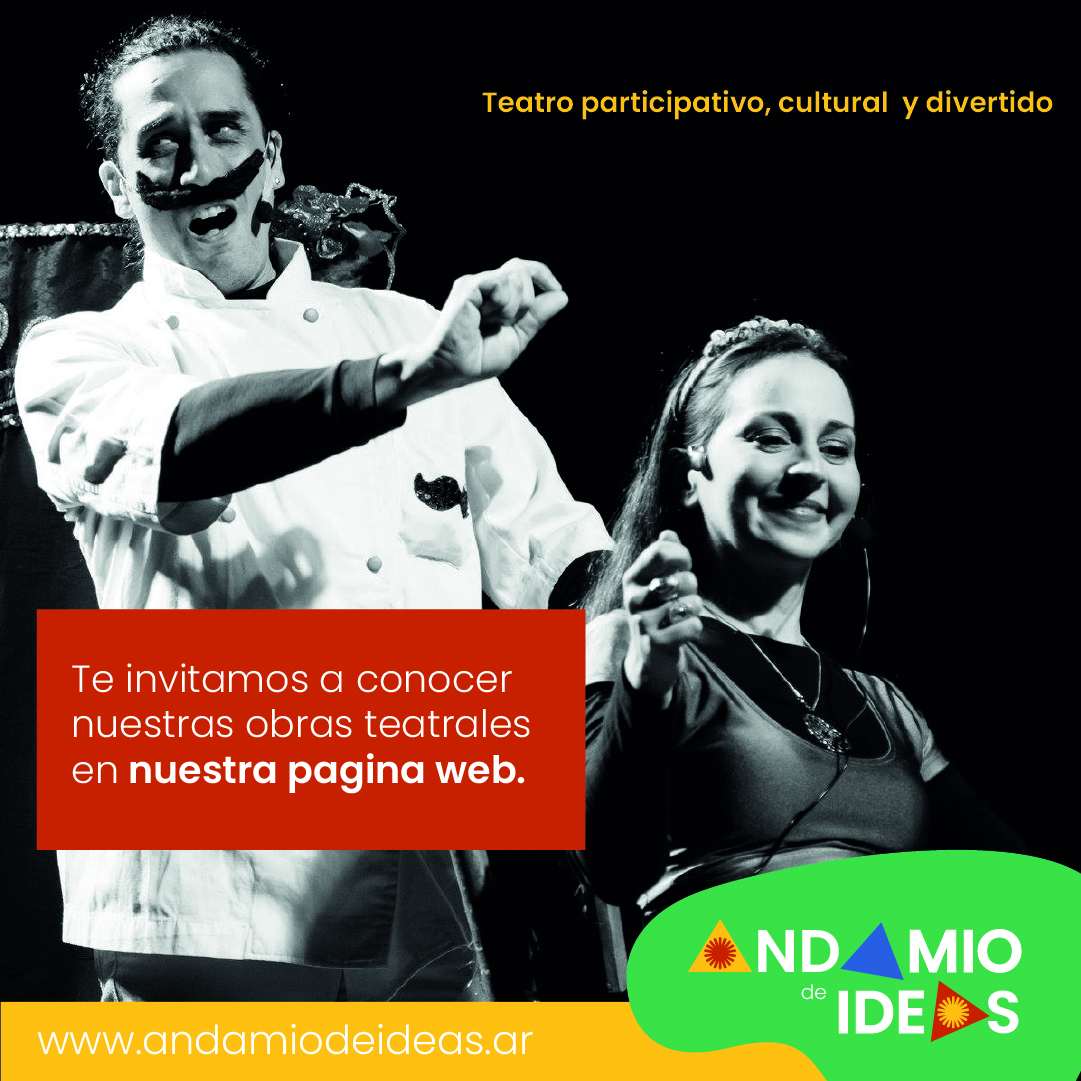 Teatro participativo, cultural y divertido
Te invitamos a conocer
nuestras obras teatrales
en nuestra pagina web.
ANDAMIO
de
IDEAS
www.andamiodeideas.ar